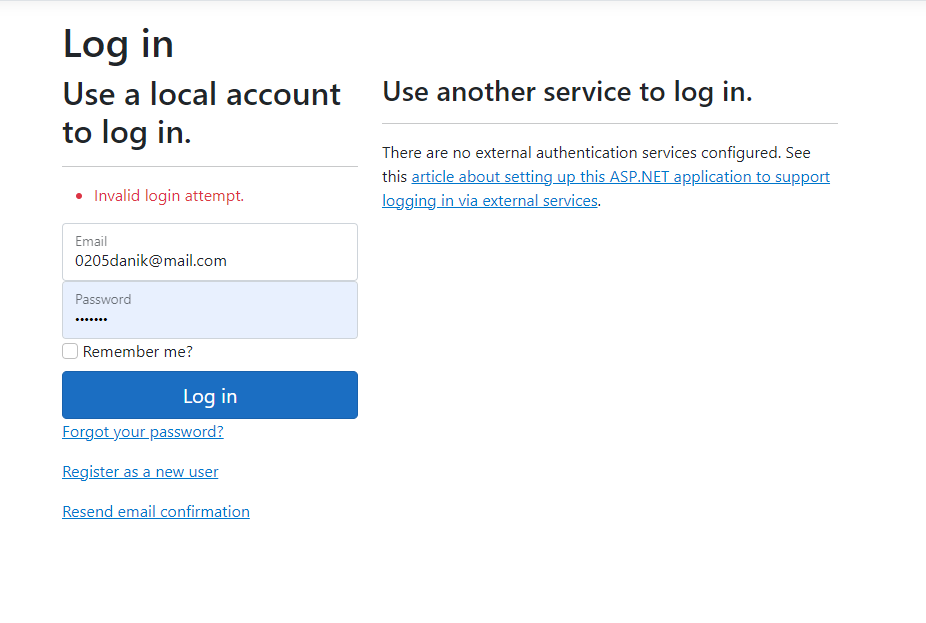 Log in
Use a local account
to log in.
Invalid login attempt.
Email
0205danik@mail.com
Password
•••••••
Remember me?
Log in
Forgot your password?
Register as a new user
Resend email confirmation
Use another service to log in.
There are no external authentication services configured. See
this article about setting up this ASP.NET application to support
logging in via external services.